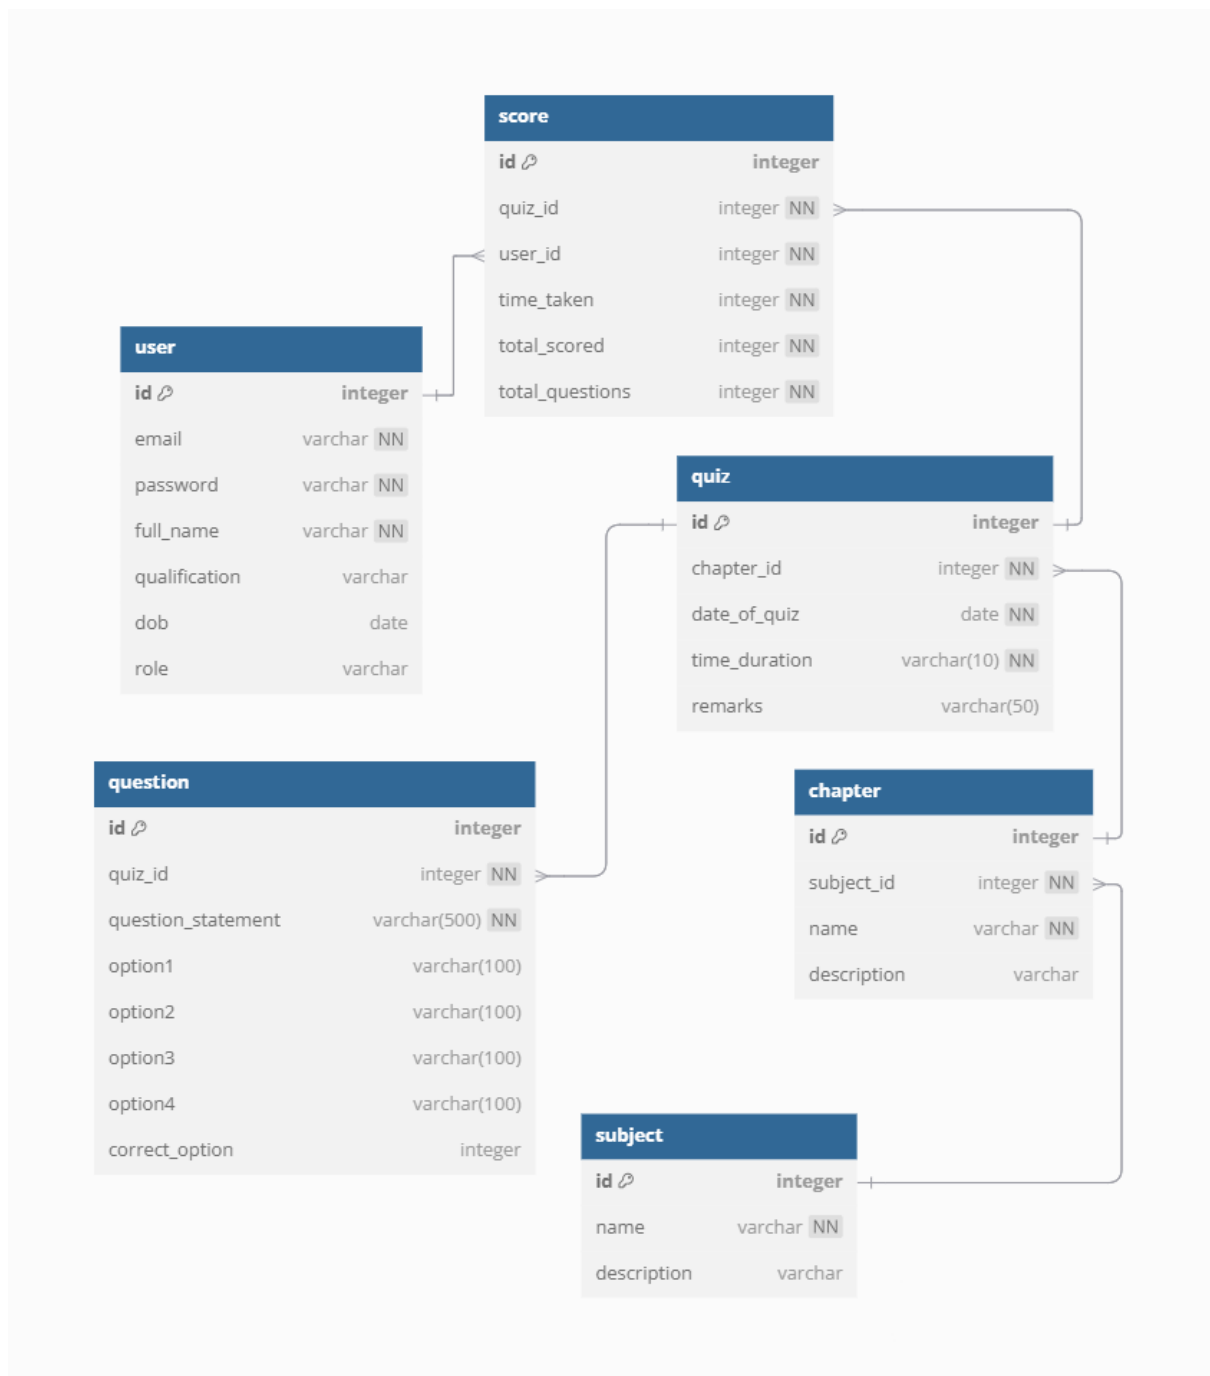 score
id integer
quiz_id integer NN
user_id integer NN
time_taken integer NN
total_scored integer NN
total_questions integer NN
user
id integer
email varchar NN
password varchar NN
full_name varchar NN
qualification varchar
dob date
role varchar
quiz
id integer
chapter_id integer NN
date_of_quiz date NN
time_duration varchar(10) NN
remarks varchar(50)
question
id integer
quiz_id integer NN
question_statement varchar(500) NN
option1 varchar(100)
option2 varchar(100)
option3 varchar(100)
option4 varchar(100)
correct_option integer
chapter
id integer
subject_id integer NN
name varchar NN
description varchar
subject
id integer
name varchar NN
description varchar